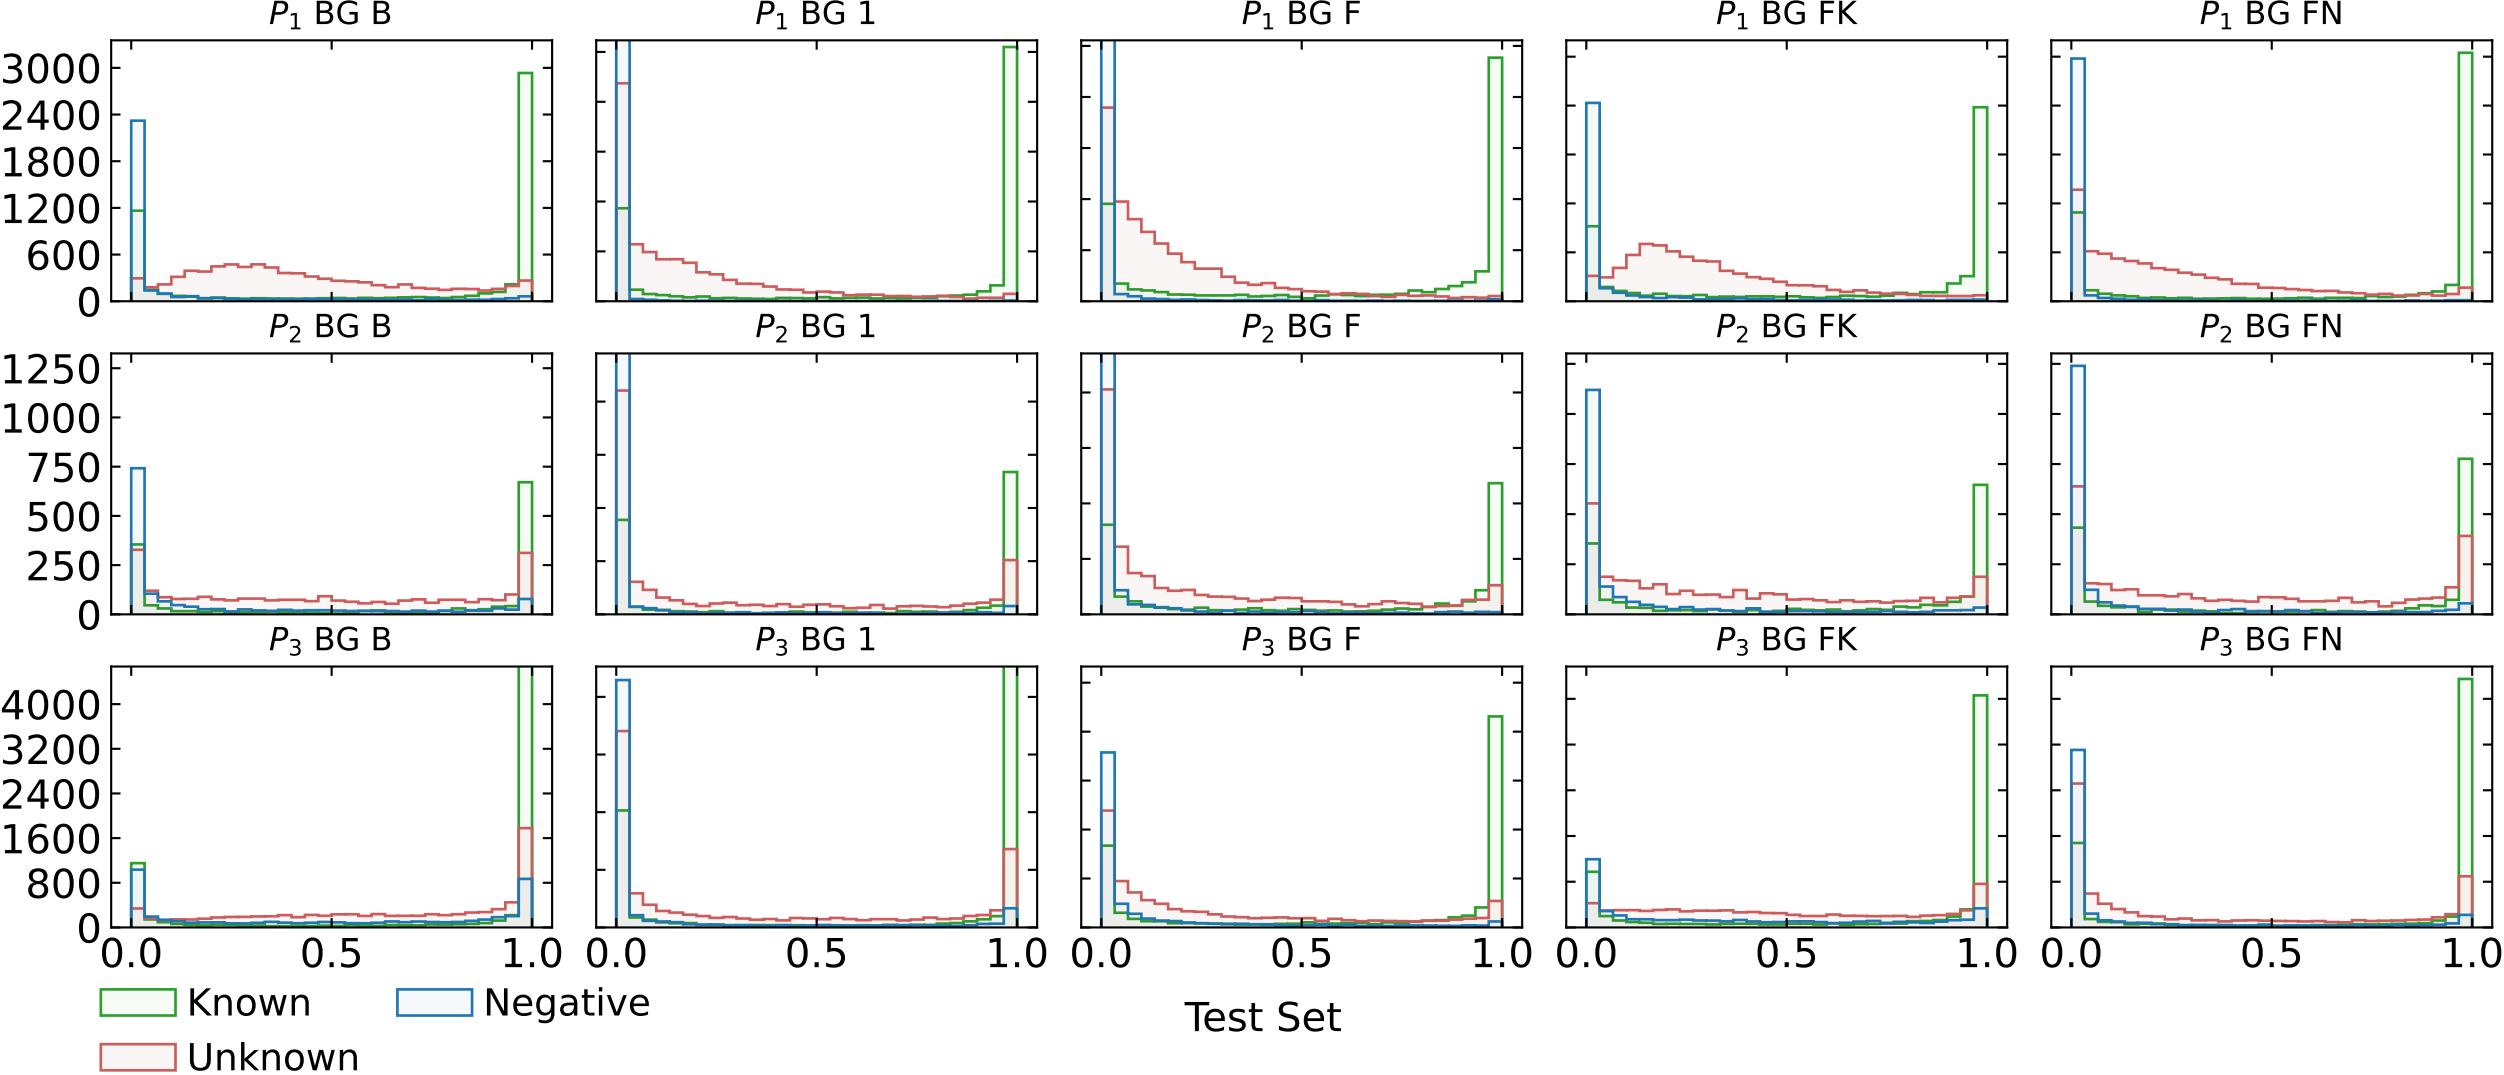 P1 BG B P1 BG 1 P1 BG F P1 BG FK P1 BG FN
3000
2400
1800
1200
600
0
P2 BG B P2 BG 1 P2 BG F P2 BG FK P2 BG FN
1250
1000
750
500
250
0
P3 BG B P3 BG 1 P3 BG F P3 BG FK P3 BG FN
4000
3200
2400
1600
800
0
0.0 0.5 1.0 0.0 0.5 1.0 0.0 0.5 1.0 0.0 0.5 1.0 0.0 0.5 1.0
Known Negative
Test Set
Unknown